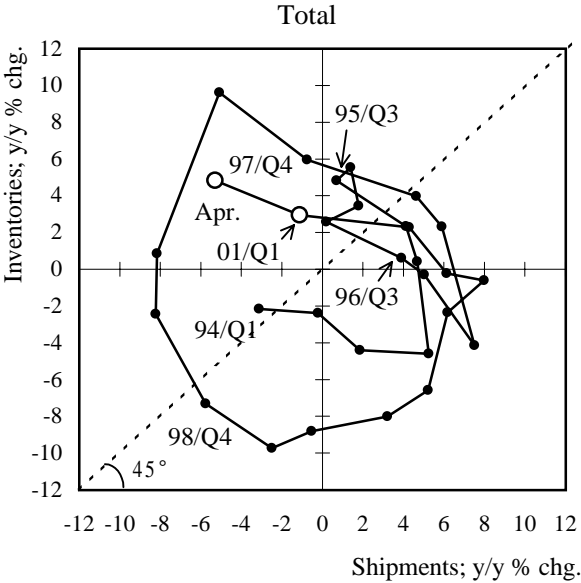 Total
Inventories; y/y % chg.
12
10
8
6
4
2
0
-2
-4
-6
-8
-10
-12
95/Q3
97/Q4
Apr.
01/Q1
96/Q3
94/Q1
98/Q4
45°
-12 -10 -8 -6 -4 -2 0 2 4 6 8 10 12
Shipments; y/y % chg.